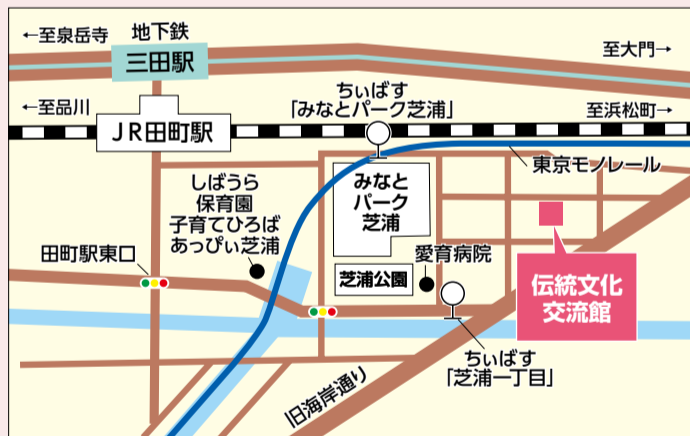 ←至泉岳寺
地下鉄
三田駅
至大門→
←至品川
ちぃばす
「みなとパーク芝浦」
至浜松町→
JR田町駅
東京モノレール
しばうら
保育園
子育てひろば
あっぴぃ芝浦
みなと
パーク
芝浦
田町駅東口
愛育病院
芝浦公園
伝統文化
交流館
ちぃばす
「芝浦一丁目」
旧海岸通り